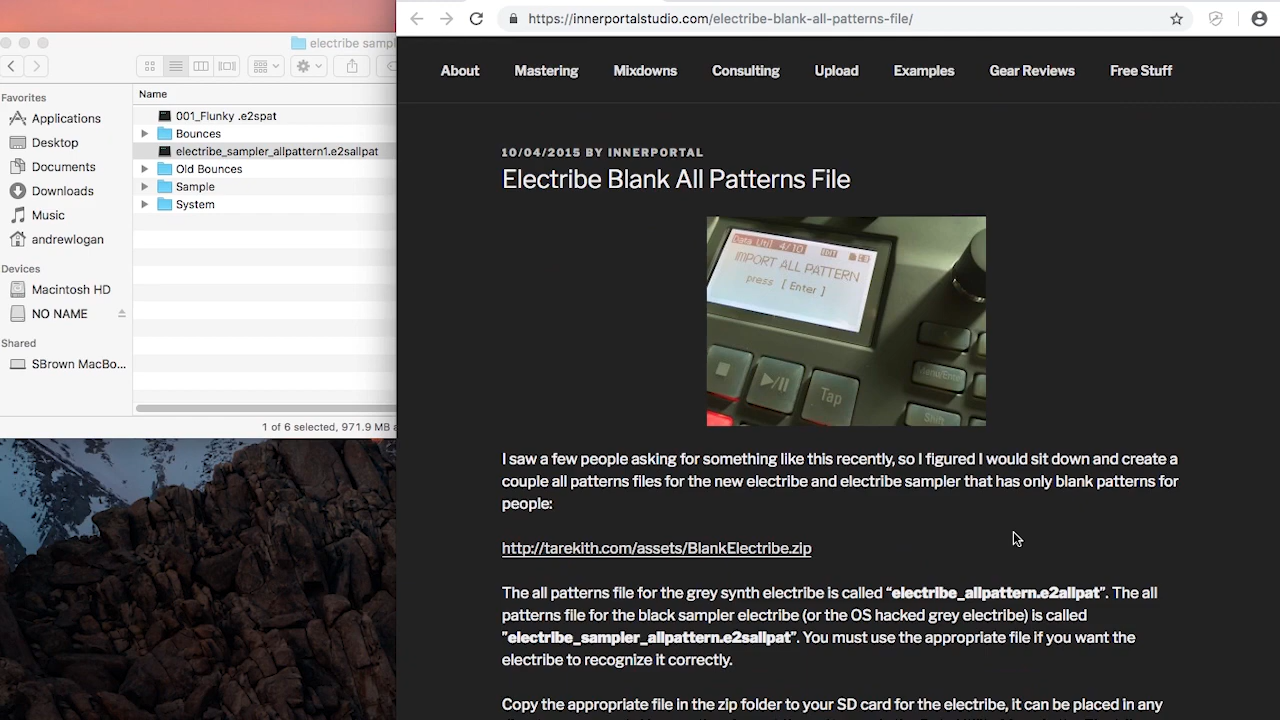 electribe sampl
Favorites
Applications
Desktop
Documents
Downloads
Music
andrewlogan
Devices
Macintosh HD
NO NAME
Shared
SBrown MacBo...
Name
001_Flunky .e2spat
Bounces
electribe_sampler_allpattern1.e2sallpat
Old Bounces
Sample
System
1 of 6 selected, 971.9 MB a
https://innerportalstudio.com/electribe-blank-all-patterns-file/
About Mastering Mixdowns Consulting Upload Examples Gear Reviews Free Stuff
10/04/2015 BY INNERPORTAL
Electribe Blank All Patterns File
Data Util 4/10 Edit
IMPORT ALL PATTERN
press [ Enter ]
Tap
Menu/Enter
Shift
I saw a few people asking for something like this recently, so I figured I would sit down and create a
couple all patterns files for the new electribe and electribe sampler that has only blank patterns for
people:
http://tarekith.com/assets/BlankElectribe.zip
The all patterns file for the grey synth electribe is called “electribe_allpattern.e2allpat”. The all
patterns file for the black sampler electribe (or the OS hacked grey electribe) is called
”electribe_sampler_allpattern.e2sallpat”. You must use the appropriate file if you want the
electribe to recognize it correctly.
Copy the appropriate file in the zip folder to your SD card for the electribe, it can be placed in any